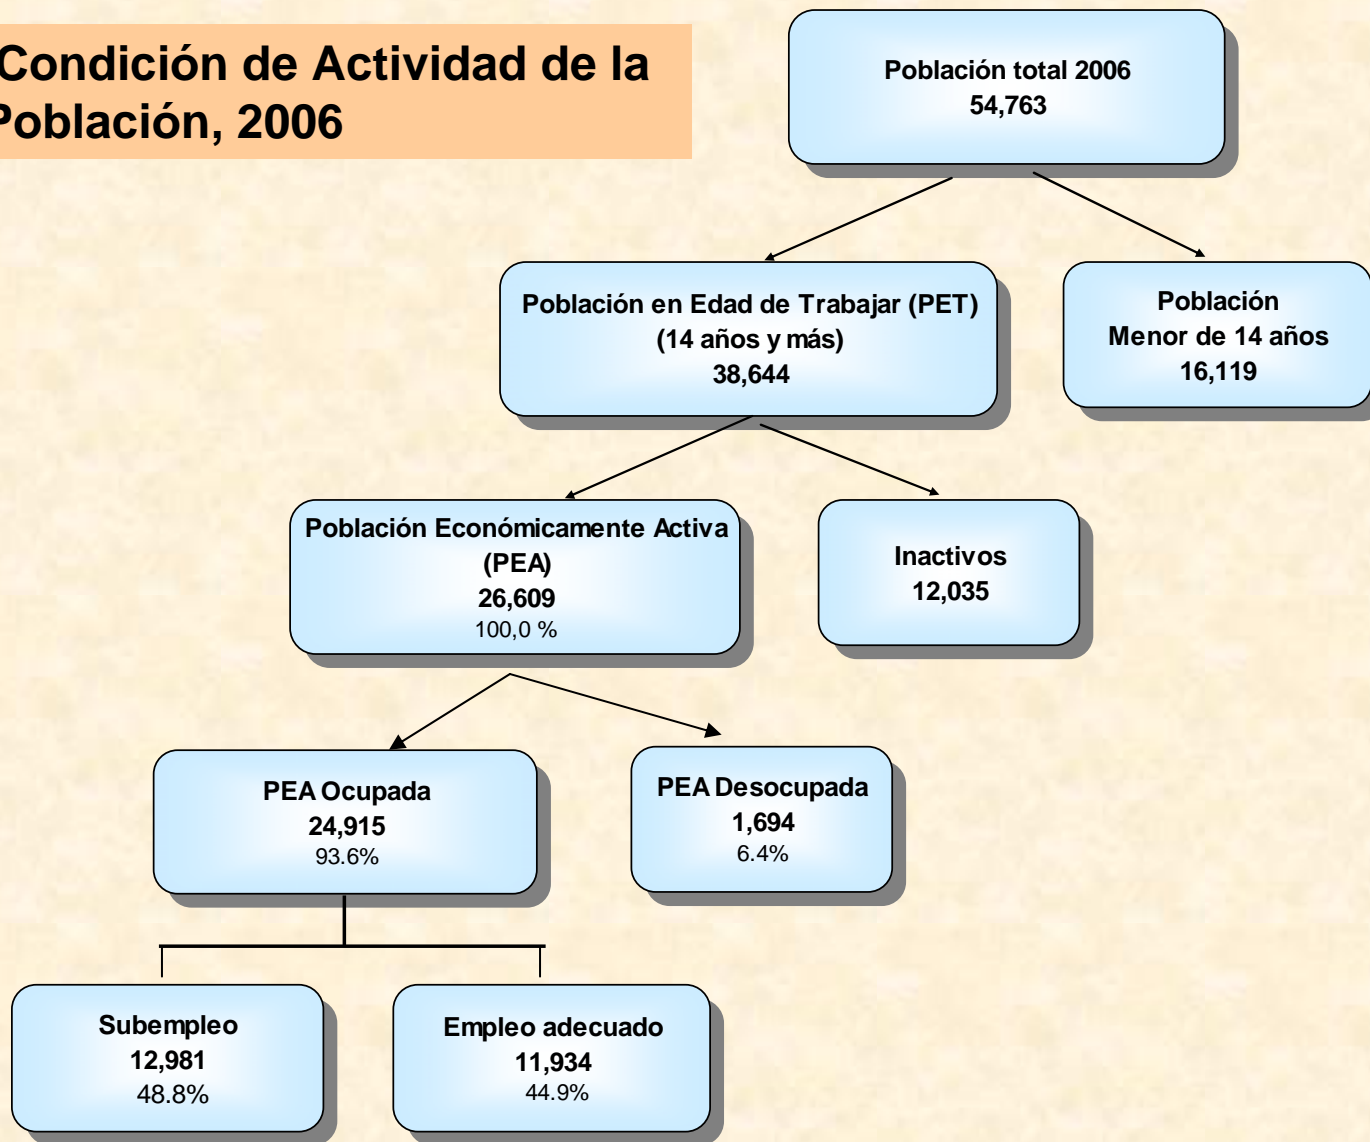 Condición de Actividad de la
Población, 2006
Población total 2006
54,763
Población en Edad de Trabajar (PET)
(14 años y más)
38,644
Población
Menor de 14 años
16,119
Población Económicamente Activa
(PEA)
26,609
100,0 %
Inactivos
12,035
PEA Ocupada
24,915
93.6%
PEA Desocupada
1,694
6.4%
Subempleo
12,981
48.8%
Empleo adecuado
11,934
44.9%